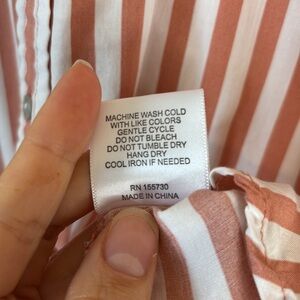 MACHINE WASH COLD
WITH LIKE COLORS
GENTLE CYCLE
DO NOT BLEACH
DO NOT TUMBLE DRY
HANG DRY
COOL IRON IF NEEDED
RN 155730
MADE IN CHINA